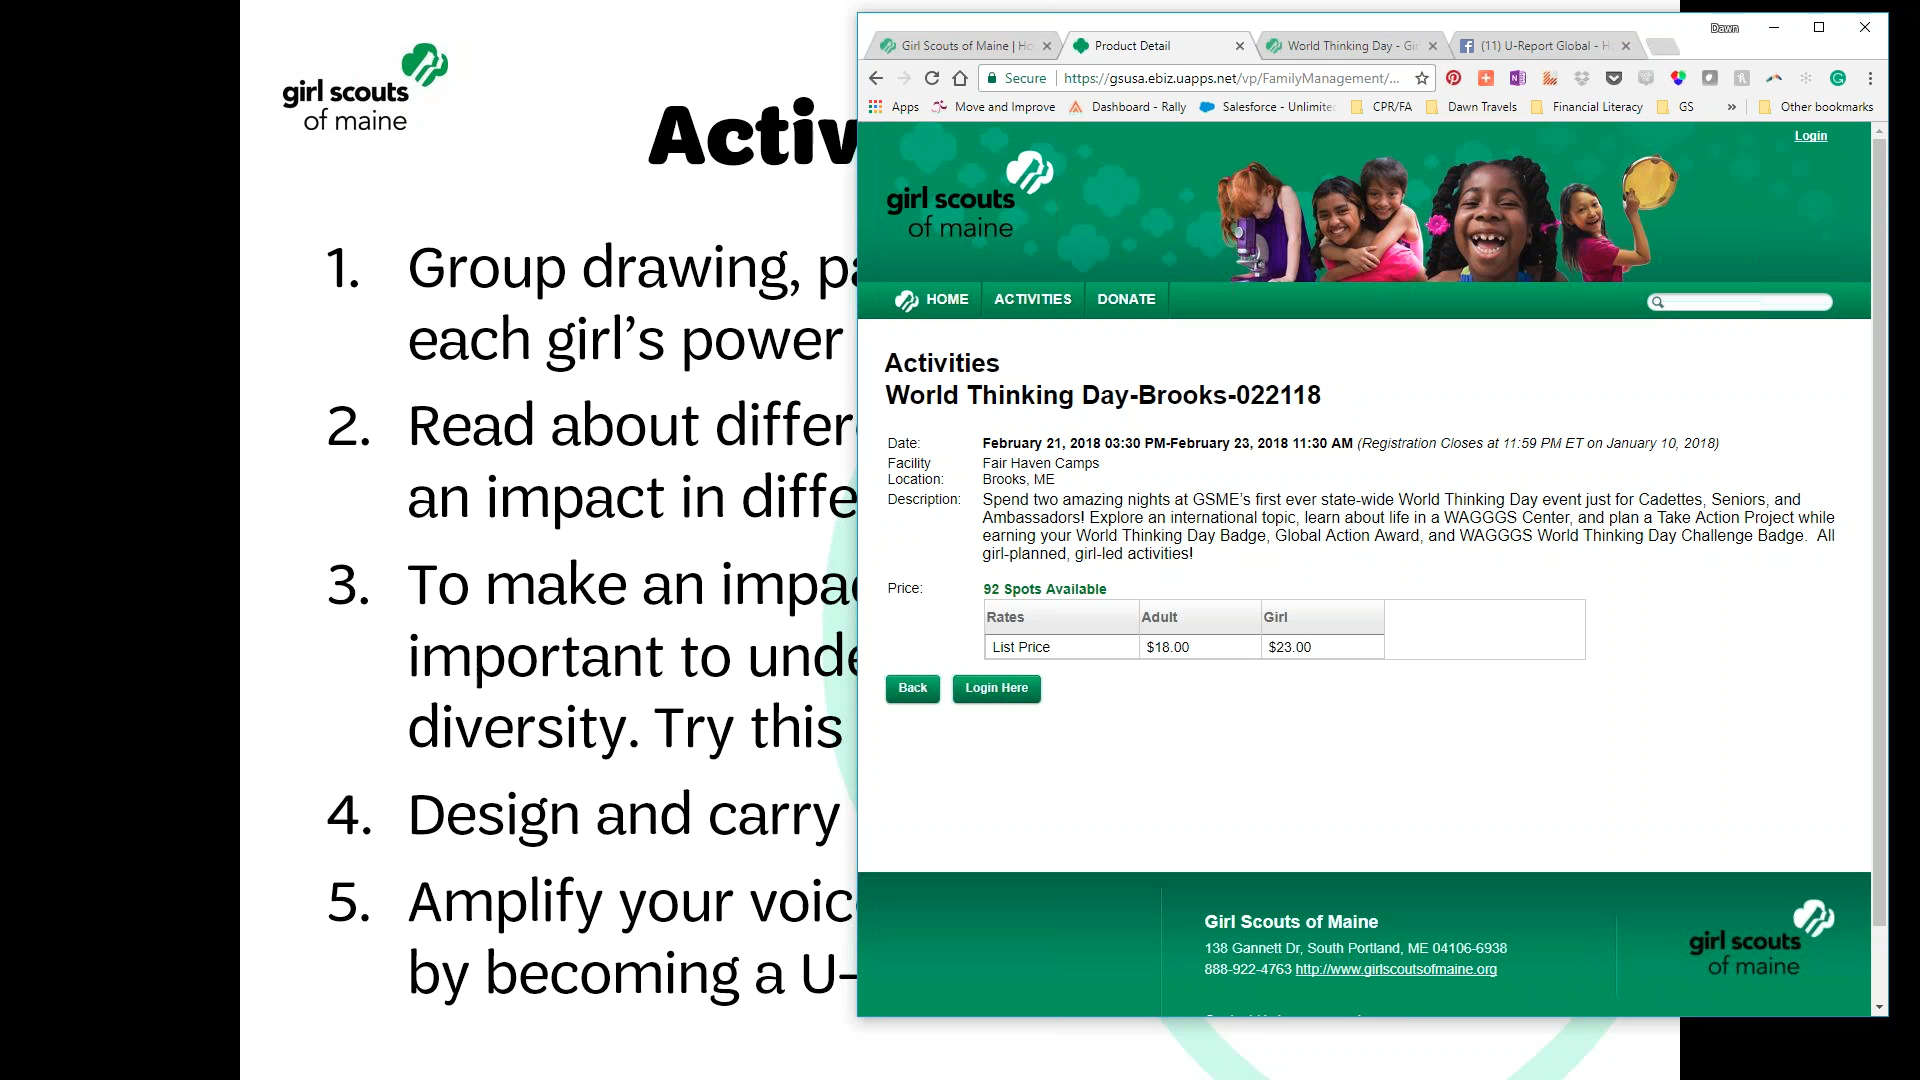 girl scouts
of maine
Activ
1. Group drawing, pa
each girl's power
2. Read about differ
an impact in diffe
3. To make an impac
important to unde
diversity. Try this
4. Design and carry
5. Amplify your voic
by becoming a U-
Dawn
Girl Scouts of Maine | Ho
Product Detail
World Thinking Day - Gir
(11) U-Report Global - Ho
Secure https://gsusa.ebiz.uapps.net/vp/FamilyManagement/...
Apps Move and Improve Dashboard - Rally Salesforce - Unlimited CPR/FA Dawn Travels Financial Literacy GS » Other bookmarks
Login
girl scouts
of maine
HOME ACTIVITIES DONATE
Activities
World Thinking Day-Brooks-022118
Date: February 21, 2018 03:30 PM-February 23, 2018 11:30 AM (Registration Closes at 11:59 PM ET on January 10, 2018)
Facility Fair Haven Camps
Location: Brooks, ME
Description: Spend two amazing nights at GSME's first ever state-wide World Thinking Day event just for Cadettes, Seniors, and
Ambassadors! Explore an international topic, learn about life in a WAGGGS Center, and plan a Take Action Project while
earning your World Thinking Day Badge, Global Action Award, and WAGGGS World Thinking Day Challenge Badge. All
girl-planned, girl-led activities!
Price: 92 Spots Available
Rates Adult Girl
List Price $18.00 $23.00
Back Login Here
Girl Scouts of Maine
138 Gannett Dr, South Portland, ME 04106-6938
888-922-4763 http://www.girlscoutsofmaine.org
girl scouts
of maine